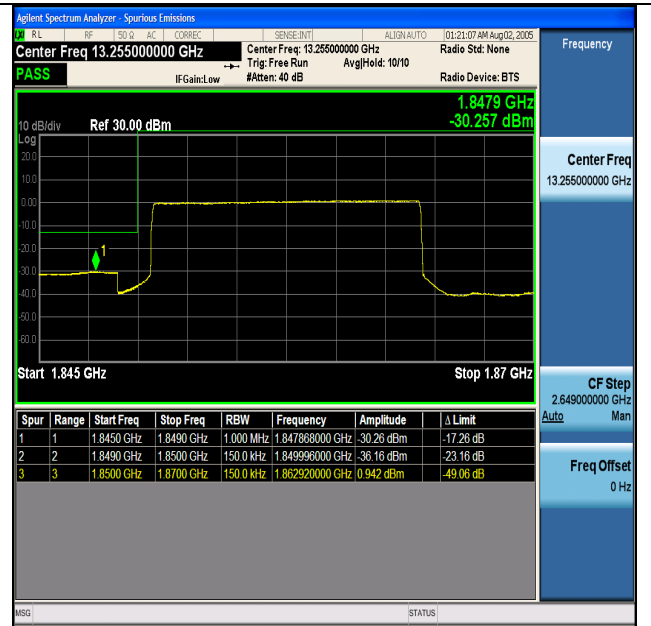 Agilent Spectrum Analyzer - Spurious Emissions
LXI RL RF 50 Ω AC CORREC SENSE:INT ALIGN AUTO 01:21:07 AM Aug 02, 2005
Center Freq 13.255000000 GHz
PASS
IFGain:Low
Center Freq: 13.255000000 GHz
Trig: Free Run Avg|Hold: 10/10
#Atten: 40 dB
Radio Std: None
Radio Device: BTS
Frequency
1.8479 GHz
-30.257 dBm
10 dB/div Ref 30.00 dBm
Log
20.0
10.0
0.00
-10.0
-20.0
-30.0
-40.0
-50.0
-60.0
1
Start 1.845 GHz Stop 1.87 GHz
Center Freq
13.255000000 GHz
CF Step
2.649000000 GHz
Auto Man
Freq Offset
0 Hz
Spur Range Start Freq Stop Freq RBW Frequency Amplitude Δ Limit
1 1 1.8450 GHz 1.8490 GHz 1.000 MHz 1.847868000 GHz -30.26 dBm -17.26 dB
2 2 1.8490 GHz 1.8500 GHz 150.0 kHz 1.849996000 GHz -36.16 dBm -23.16 dB
3 3 1.8500 GHz 1.8700 GHz 150.0 kHz 1.862920000 GHz 0.942 dBm -49.06 dB
MSG STATUS